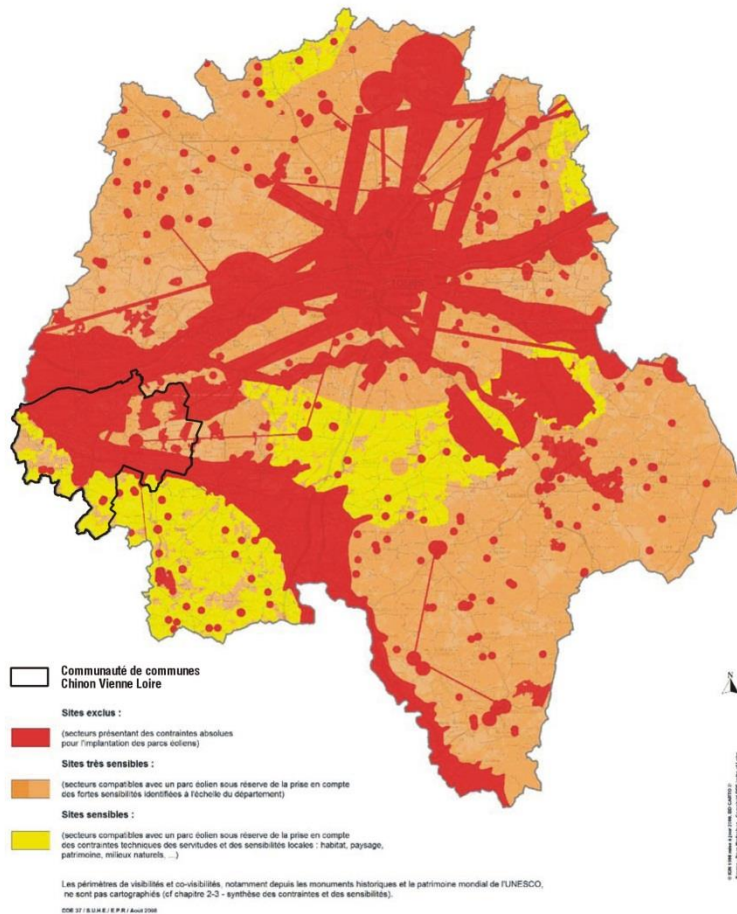 Communauté de communes
Chinon Vienne Loire
Sites exclus :
(secteurs présentant des contraintes absolues
pour l'implantation des parcs éoliens)
Sites très sensibles :
(secteurs compatibles avec un parc éolien sous réserve de la prise en compte
des fortes sensibilités identifiées à l'échelle du département)
Sites sensibles :
(secteurs compatibles avec un parc éolien sous réserve de la prise en compte
des contraintes techniques des servitudes et des sensibilités locales : habitat, paysage,
patrimoine, milieux naturels, ...)
Les périmètres de visibilités et co-visibilités, notamment depuis les monuments historiques et le patrimoine mondial de l'UNESCO,
ne sont pas cartographiés (cf chapitre 2-3 - synthèse des contraintes et des sensibilités).
DDE 37 / S.U.H.E / E.P.R / Août 2008
N